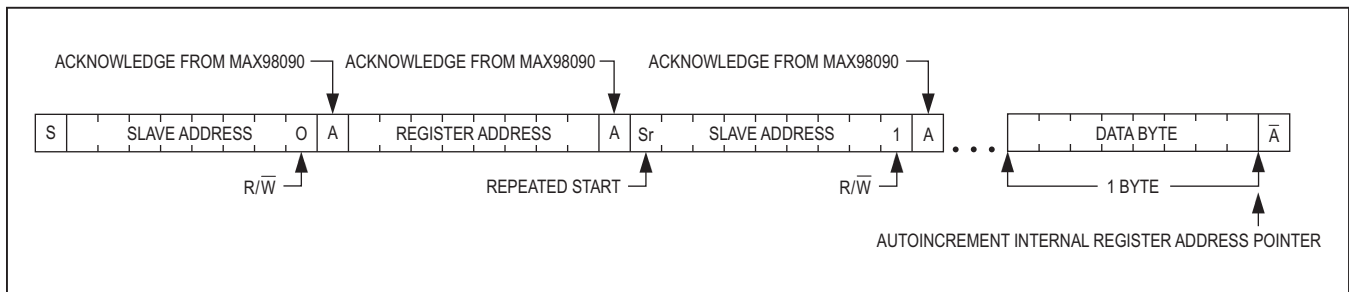 ACKNOWLEDGE FROM MAX98090 ACKNOWLEDGE FROM MAX98090 ACKNOWLEDGE FROM MAX98090
S SLAVE ADDRESS O A REGISTER ADDRESS A Sr SLAVE ADDRESS 1 A • • • DATA BYTE A̅
R/W̅ REPEATED START R/W̅ 1 BYTE
AUTOINCREMENT INTERNAL REGISTER ADDRESS POINTER